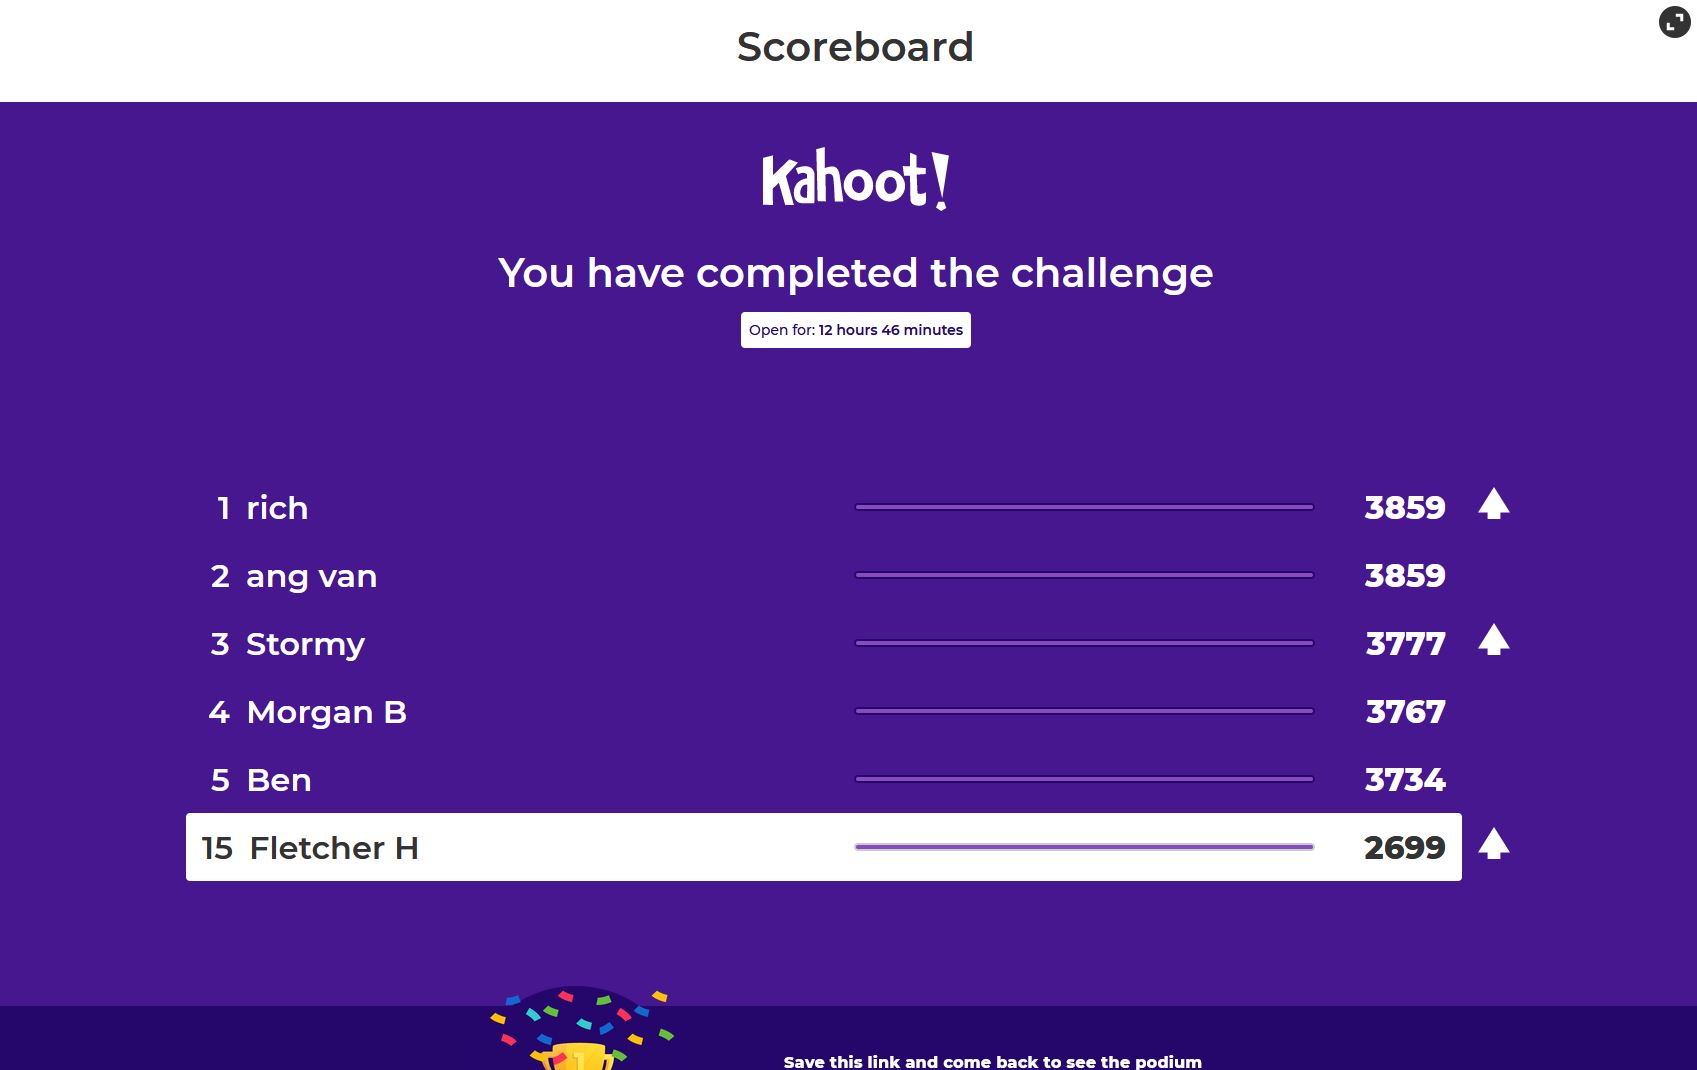 Scoreboard
Kahoot!
You have completed the challenge
Open for: 12 hours 46 minutes
1 rich 3859
2 ang van 3859
3 Stormy 3777
4 Morgan B 3767
5 Ben 3734
15 Fletcher H 2699
1
Save this link and come back to see the podium